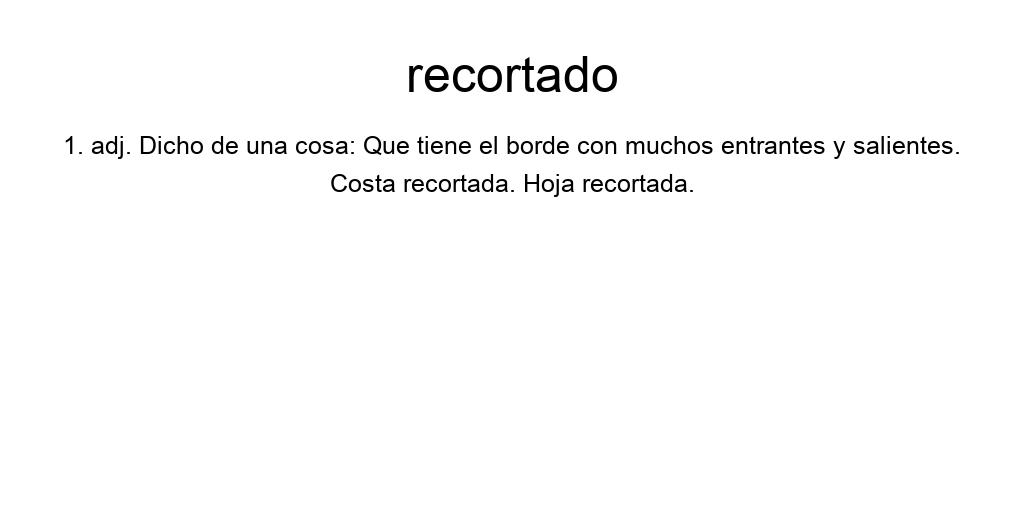 recortado
1. adj. Dicho de una cosa: Que tiene el borde con muchos entrantes y salientes.
Costa recortada. Hoja recortada.